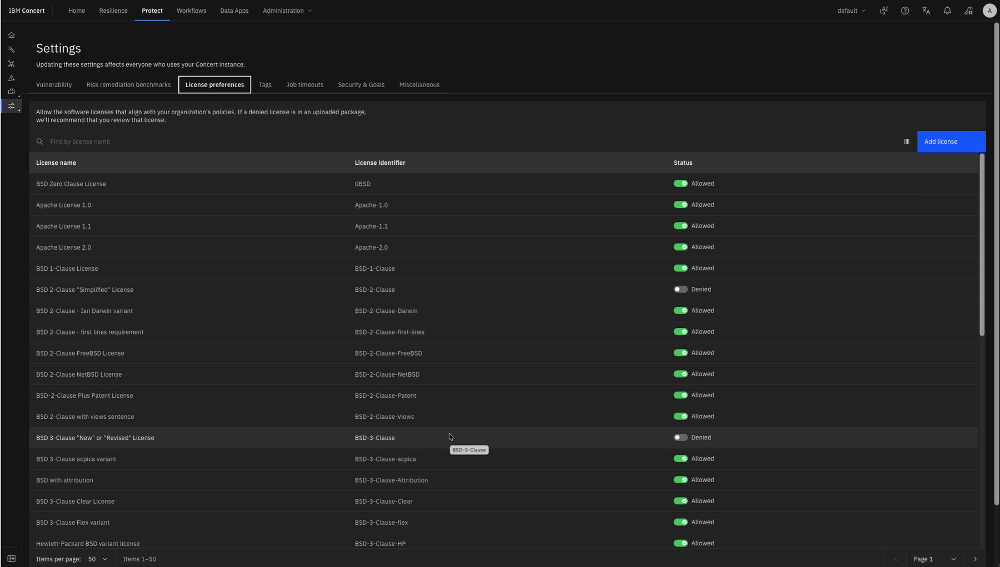 IBM Concert Home Resilience Protect Workflows Data Apps Administration default A
Settings
Updating these settings affects everyone who uses your Concert instance.
Vulnerability Risk remediation benchmarks License preferences Tags Job timeouts Security & Goals Miscellaneous
Allow the software licenses that align with your organization's policies. If a denied license is in an uploaded package,
we'll recommend that you review that license.
Find by license name Add license
License name License identifier Status
BSD Zero Clause License 0BSD Allowed
Apache License 1.0 Apache-1.0 Allowed
Apache License 1.1 Apache-1.1 Allowed
Apache License 2.0 Apache-2.0 Allowed
BSD 1-Clause License BSD-1-Clause Allowed
BSD 2-Clause "Simplified" License BSD-2-Clause Denied
BSD 2-Clause - Ian Darwin variant BSD-2-Clause-Darwin Allowed
BSD 2-Clause - first lines requirement BSD-2-Clause-first-lines Allowed
BSD 2-Clause FreeBSD License BSD-2-Clause-FreeBSD Allowed
BSD 2-Clause NetBSD License BSD-2-Clause-NetBSD Allowed
BSD-2-Clause Plus Patent License BSD-2-Clause-Patent Allowed
BSD 2-Clause with views sentence BSD-2-Clause-Views Allowed
BSD 3-Clause "New" or "Revised" License BSD-3-Clause Denied
BSD-3-Clause
BSD 3-Clause acpica variant BSD-3-Clause-acpica Allowed
BSD with attribution BSD-3-Clause-Attribution Allowed
BSD 3-Clause Clear License BSD-3-Clause-Clear Allowed
BSD 3-Clause Flex variant BSD-3-Clause-flex Allowed
Hewlett-Packard BSD variant license BSD-3-Clause-HP Allowed
Items per page: 50 Items 1–50 Page 1